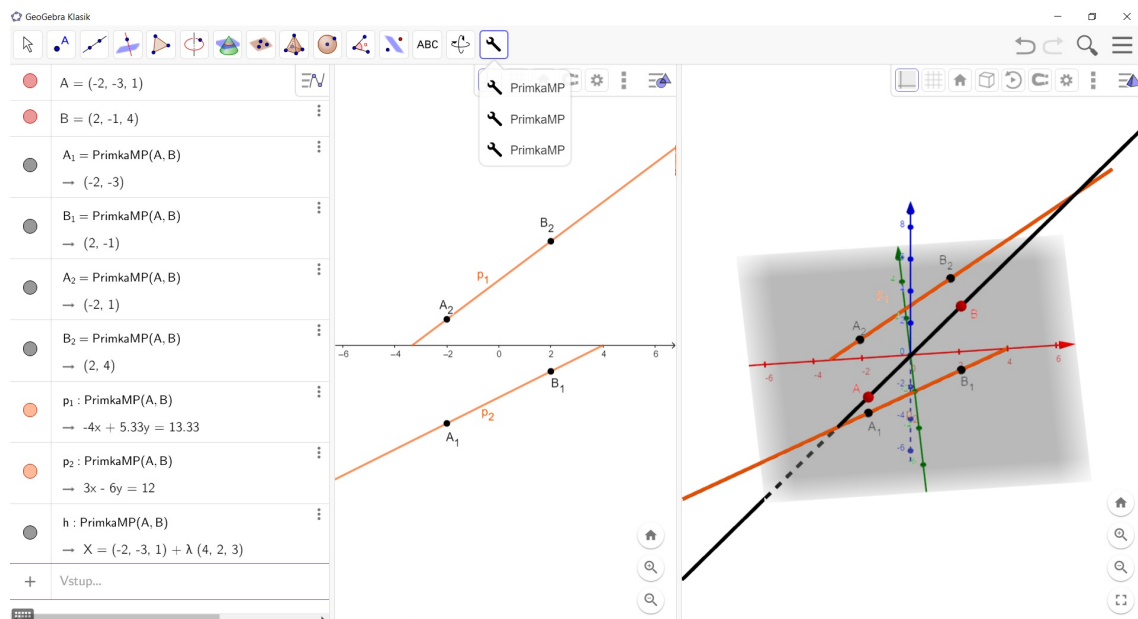 GeoGebra Klasik
ABC
A = (-2, -3, 1)
B = (2, -1, 4)
A₁ = PrimkaMP(A, B)
→ (-2, -3)
B₁ = PrimkaMP(A, B)
→ (2, -1)
A₂ = PrimkaMP(A, B)
→ (-2, 1)
B₂ = PrimkaMP(A, B)
→ (2, 4)
p₁ : PrimkaMP(A, B)
→ -4x + 5.33y = 13.33
p₂ : PrimkaMP(A, B)
→ 3x - 6y = 12
h : PrimkaMP(A, B)
→ X = (-2, -3, 1) + λ (4, 2, 3)
+ Vstup...
PrimkaMP
PrimkaMP
PrimkaMP
B₂
p₁
A₂
-6 -4 -2 0 2 4 6
B₁
p₂
A₁
8
B₂
B
A₂
0
-6 -4 -2 4 6
-2
B₁
A
-4
A₁
-6